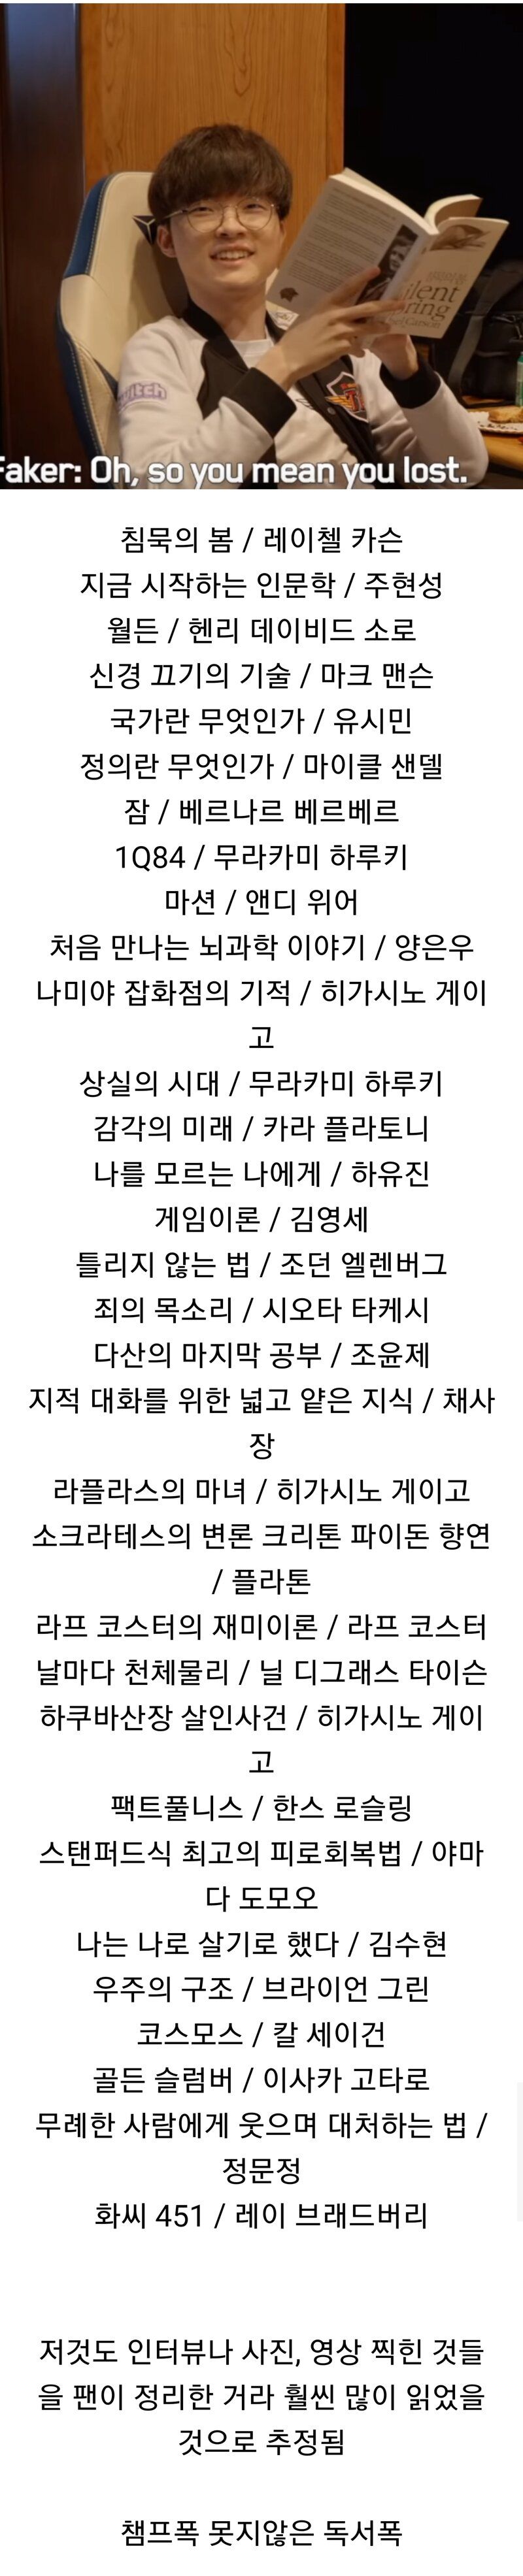 witch
ilent
ring
el Carson
Faker: Oh, so you mean you lost.
침묵의 봄 / 레이첼 카슨
지금 시작하는 인문학 / 주현성
월든 / 헨리 데이비드 소로
신경 끄기의 기술 / 마크 맨슨
국가란 무엇인가 / 유시민
정의란 무엇인가 / 마이클 샌델
잠 / 베르나르 베르베르
1Q84 / 무라카미 하루키
마션 / 앤디 위어
처음 만나는 뇌과학 이야기 / 양은우
나미야 잡화점의 기적 / 히가시노 게이
고
상실의 시대 / 무라카미 하루키
감각의 미래 / 카라 플라토니
나를 모르는 나에게 / 하유진
게임이론 / 김영세
틀리지 않는 법 / 조던 엘렌버그
죄의 목소리 / 시오타 타케시
다산의 마지막 공부 / 조윤제
지적 대화를 위한 넓고 얕은 지식 / 채사
장
라플라스의 마녀 / 히가시노 게이고
소크라테스의 변론 크리톤 파이돈 향연
/ 플라톤
라프 코스터의 재미이론 / 라프 코스터
날마다 천체물리 / 닐 디그래스 타이슨
하쿠바산장 살인사건 / 히가시노 게이
고
팩트풀니스 / 한스 로슬링
스탠퍼드식 최고의 피로회복법 / 야마
다 도모오
나는 나로 살기로 했다 / 김수현
우주의 구조 / 브라이언 그린
코스모스 / 칼 세이건
골든 슬럼버 / 이사카 고타로
무례한 사람에게 웃으며 대처하는 법 /
정문정
화씨 451 / 레이 브래드버리
저것도 인터뷰나 사진, 영상 찍힌 것들
을 팬이 정리한 거라 훨씬 많이 읽었을
것으로 추정됨
챔프폭 못지않은 독서폭